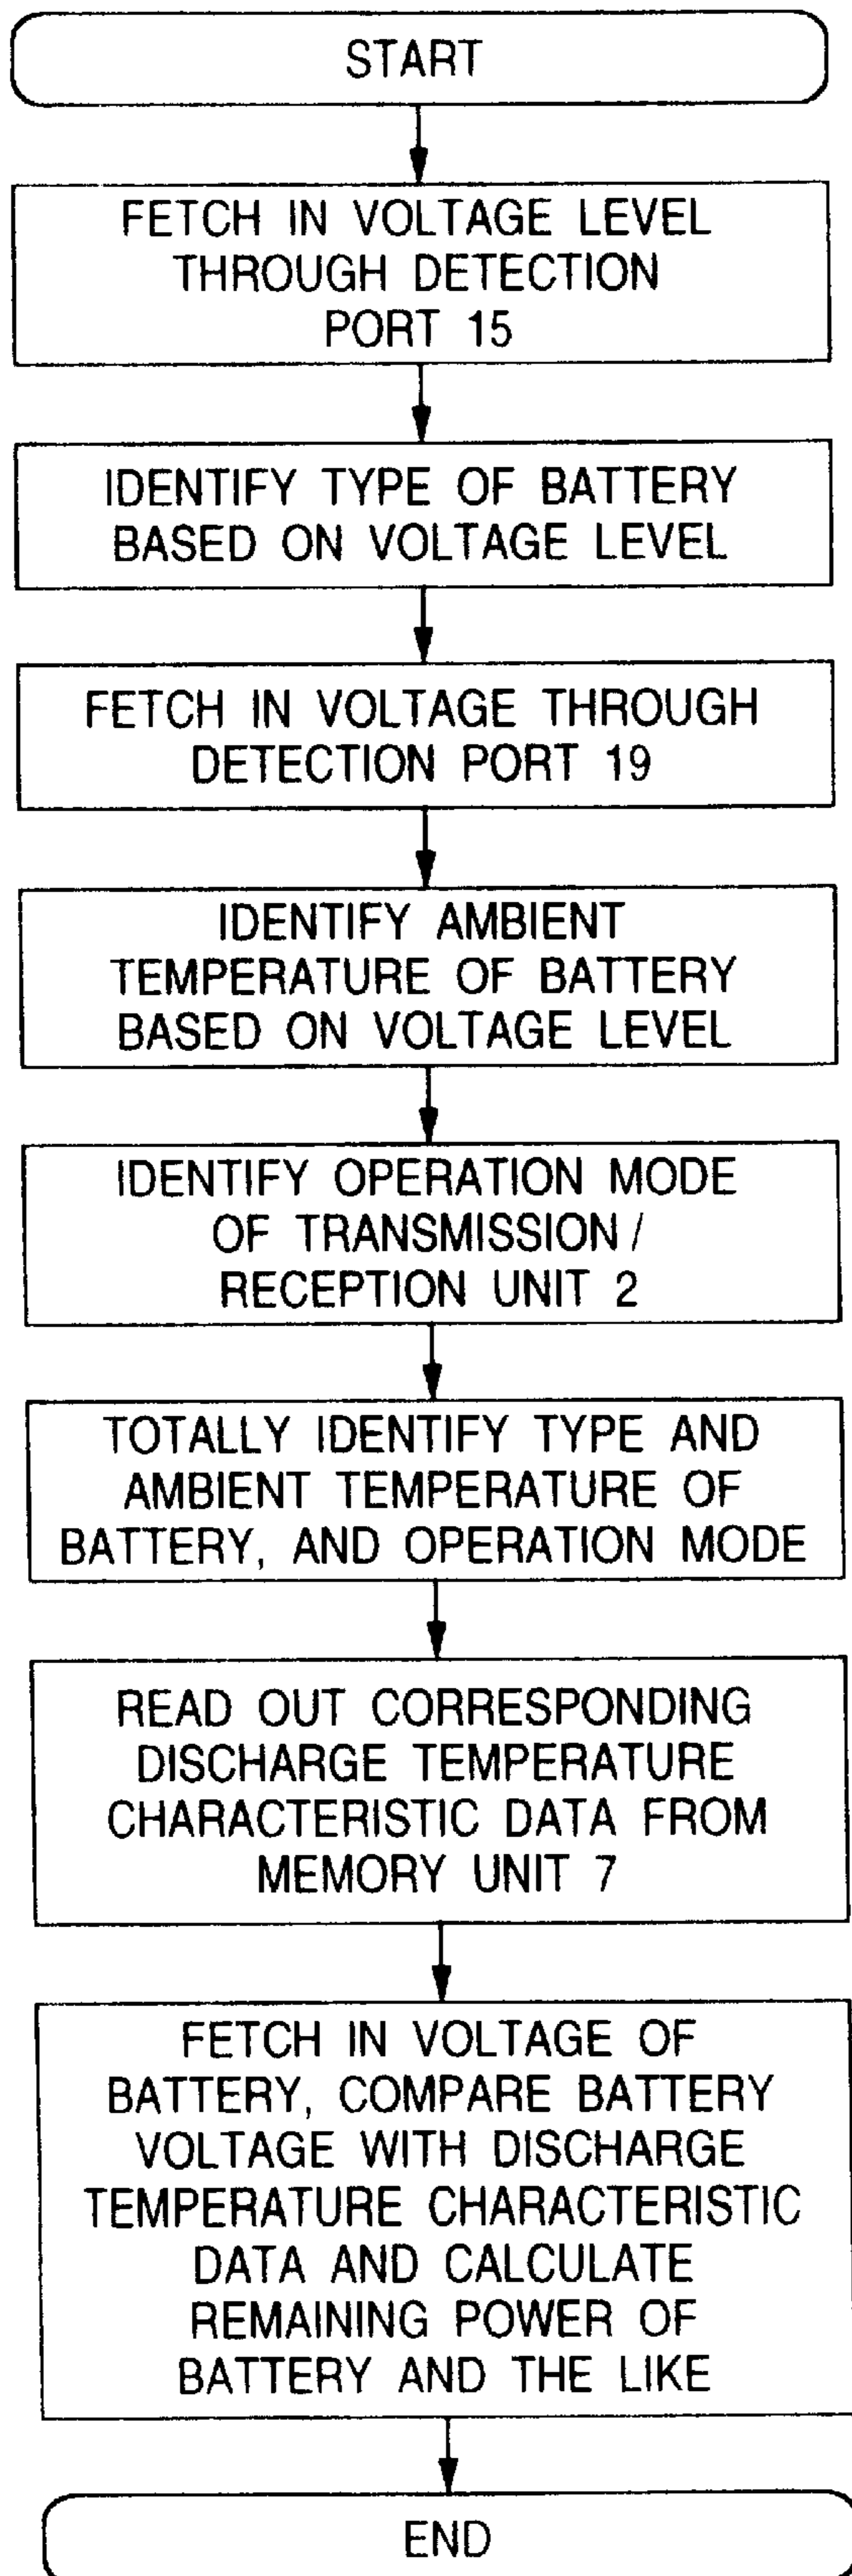 START
FETCH IN VOLTAGE LEVEL
THROUGH DETECTION
PORT 15
IDENTIFY TYPE OF BATTERY
BASED ON VOLTAGE LEVEL
FETCH IN VOLTAGE THROUGH
DETECTION PORT 19
IDENTIFY AMBIENT
TEMPERATURE OF BATTERY
BASED ON VOLTAGE LEVEL
IDENTIFY OPERATION MODE
OF TRANSMISSION /
RECEPTION UNIT 2
TOTALLY IDENTIFY TYPE AND
AMBIENT TEMPERATURE OF
BATTERY, AND OPERATION MODE
READ OUT CORRESPONDING
DISCHARGE TEMPERATURE
CHARACTERISTIC DATA FROM
MEMORY UNIT 7
FETCH IN VOLTAGE OF
BATTERY, COMPARE BATTERY
VOLTAGE WITH DISCHARGE
TEMPERATURE CHARACTERISTIC
DATA AND CALCULATE
REMAINING POWER OF
BATTERY AND THE LIKE
END